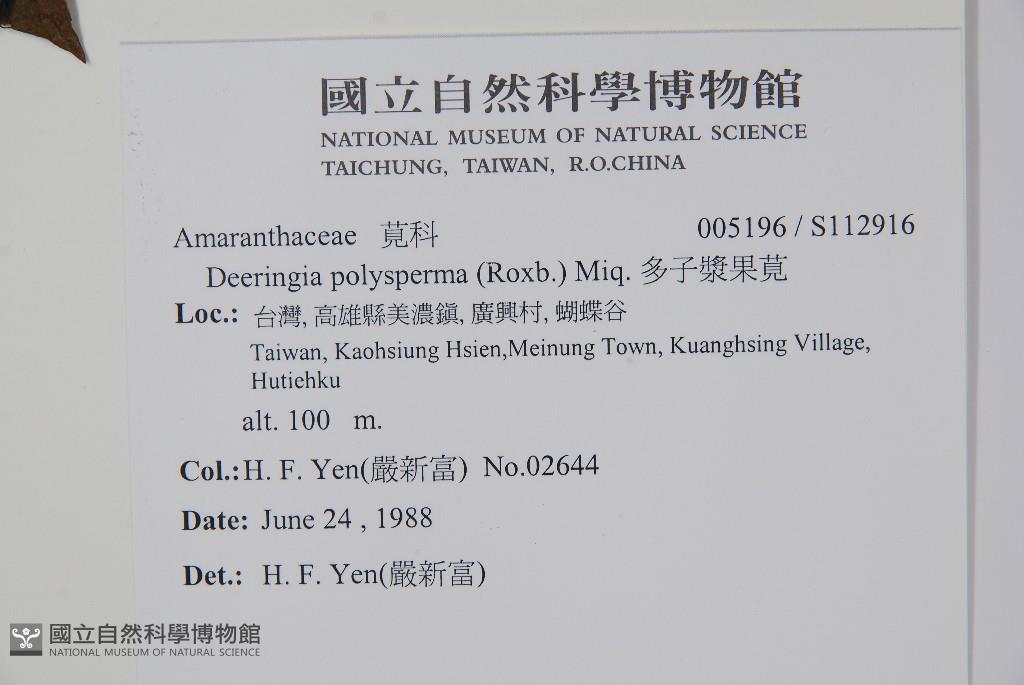 國立自然科學博物館
NATIONAL MUSEUM OF NATURAL SCIENCE
TAICHUNG, TAIWAN, R.O.CHINA
Amaranthaceae 莧科 005196 / S112916
Deeringia polysperma (Roxb.) Miq. 多子漿果莧
Loc.: 台灣, 高雄縣美濃鎭, 廣興村, 蝴蝶谷
Taiwan, Kaohsiung Hsien,Meinung Town, Kuanghsing Village,
Hutiehku
alt. 100 m.
Col.:H. F. Yen(嚴新富) No.02644
Date: June 24 , 1988
Det.: H. F. Yen(嚴新富)
國立自然科學博物館
NATIONAL MUSEUM OF NATURAL SCIENCE